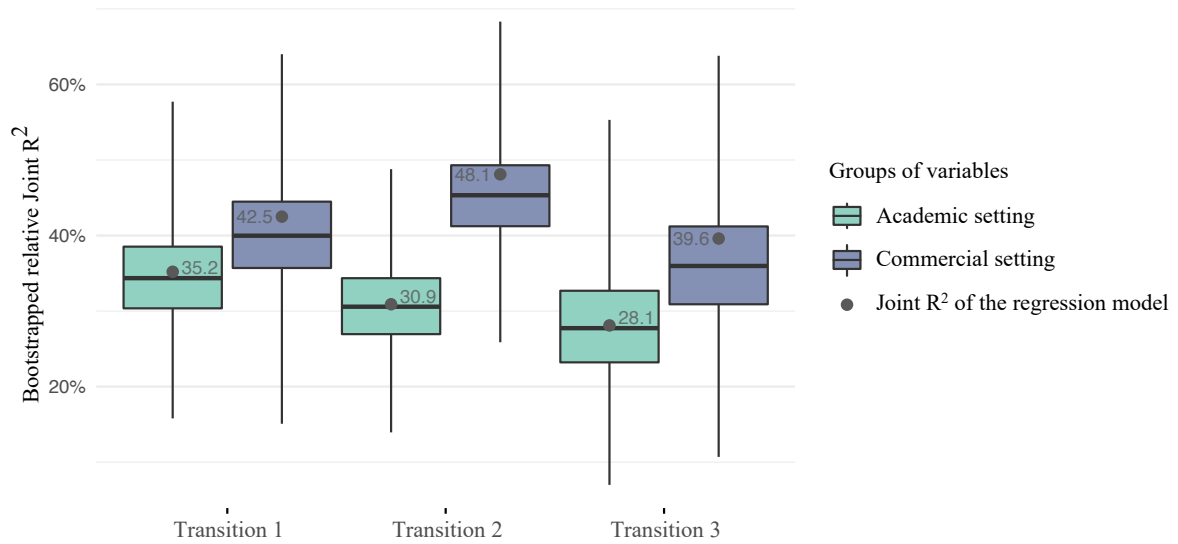 Bootstrapped relative Joint R²
60%
40%
20%
35.2
42.5
30.9
48.1
28.1
39.6
Transition 1
Transition 2
Transition 3
Groups of variables
Academic setting
Commercial setting
Joint R² of the regression model